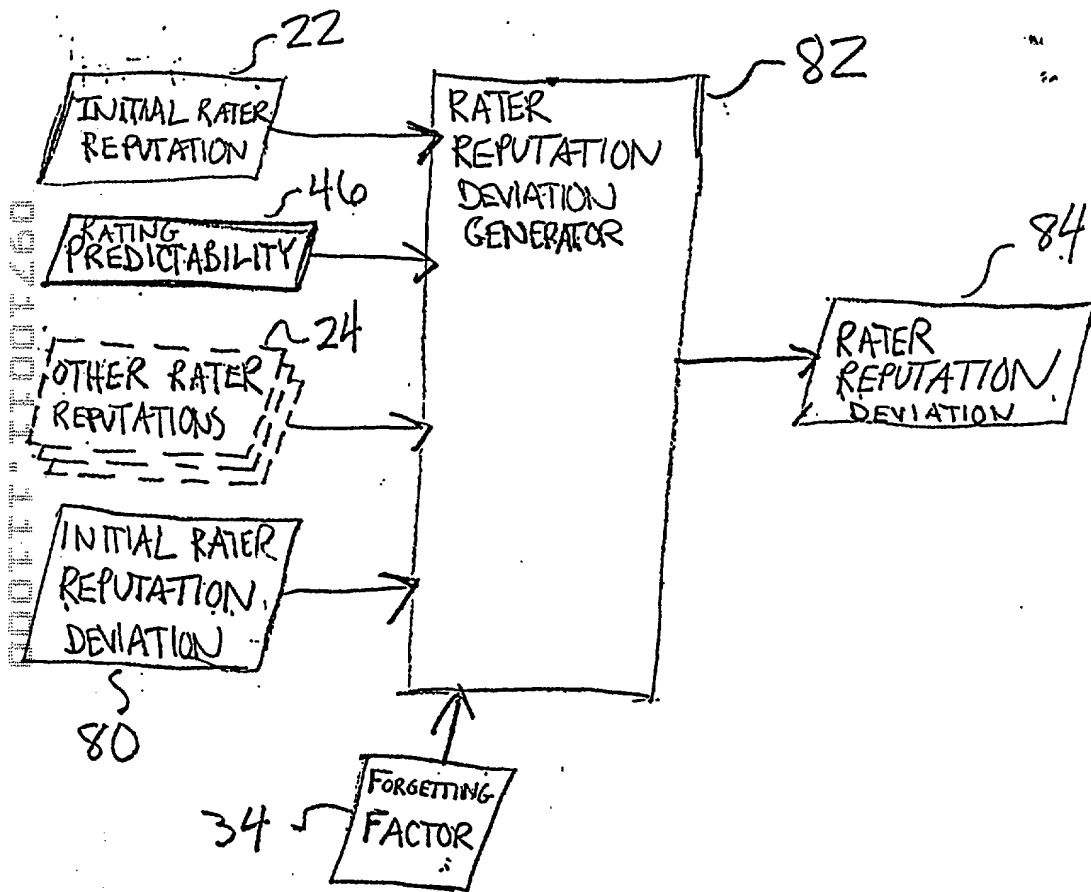 22
INITIAL RATER
REPUTATION
46
RATING
PREDICTABILITY
24
OTHER RATER
REPUTATIONS
INITIAL RATER
REPUTATION
DEVIATION
80
RATER
REPUTATION
DEVIATION
GENERATOR
82
84
RATER
REPUTATION
DEVIATION
34
FORGETTING
FACTOR